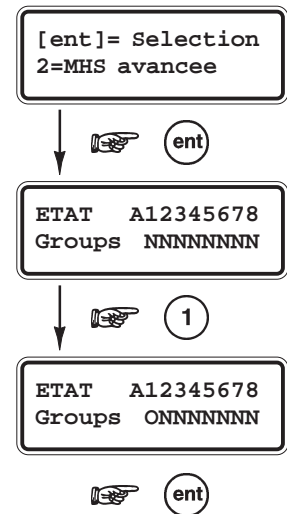 [ent]= Selection
2=MHS avancee
ent
ETAT A12345678
Groups NNNNNNNN
1
ETAT A12345678
Groups ONNNNNNN
ent